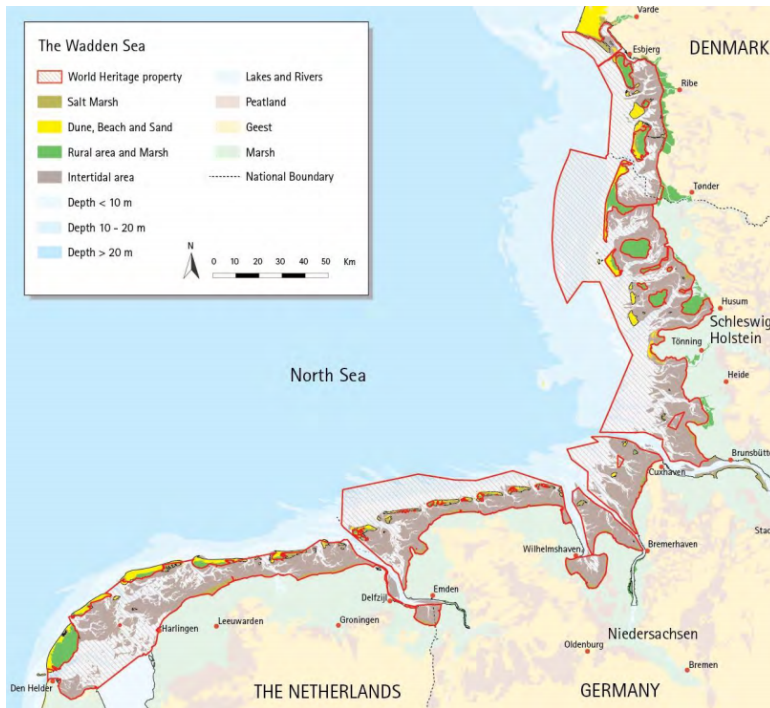 The Wadden Sea
World Heritage property
Salt Marsh
Dune, Beach and Sand
Rural area and Marsh
Intertidal area
Depth < 10 m
Depth 10 - 20 m
Depth > 20 m
Lakes and Rivers
Peatland
Geest
Marsh
National Boundary
N
0 10 20 30 40 50 Km
Varde
Esbjerg
DENMARK
Ribe
Tønder
Husum
Schleswig
Holstein
Tönning
North Sea
Heide
Brunsbütte
Cuxhaven
Stad
Wilhelmshaven
Bremerhaven
Emden
Delfzijl
Harlingen
Leeuwarden
Groningen
Niedersachsen
Oldenburg
Bremen
Den Helder
THE NETHERLANDS
GERMANY